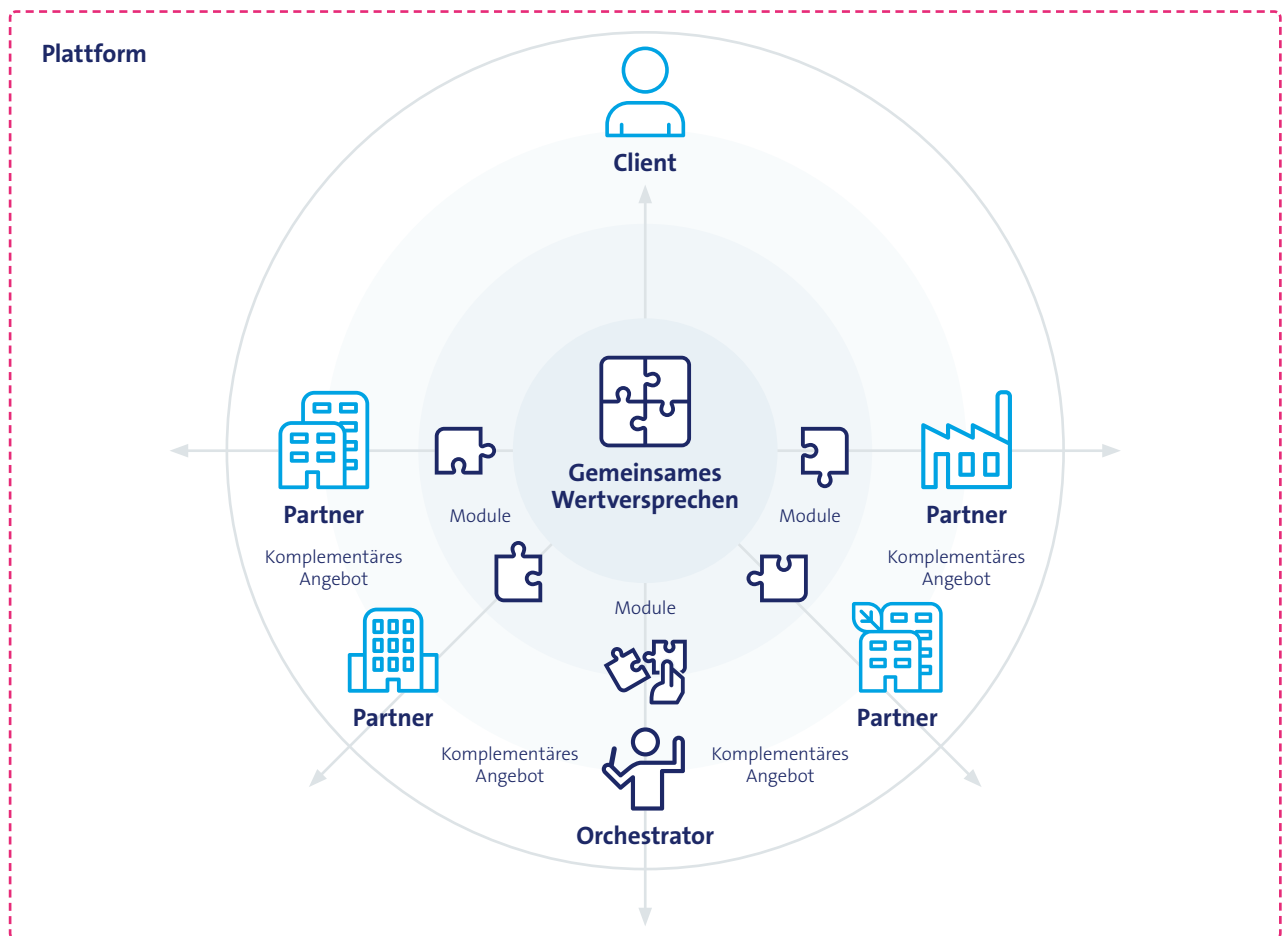 Plattform
Client
Gemeinsames
Wertversprechen
Partner
Module
Module
Partner
Komplementäres
Angebot
Komplementäres
Angebot
Module
Partner
Partner
Komplementäres
Angebot
Komplementäres
Angebot
Orchestrator